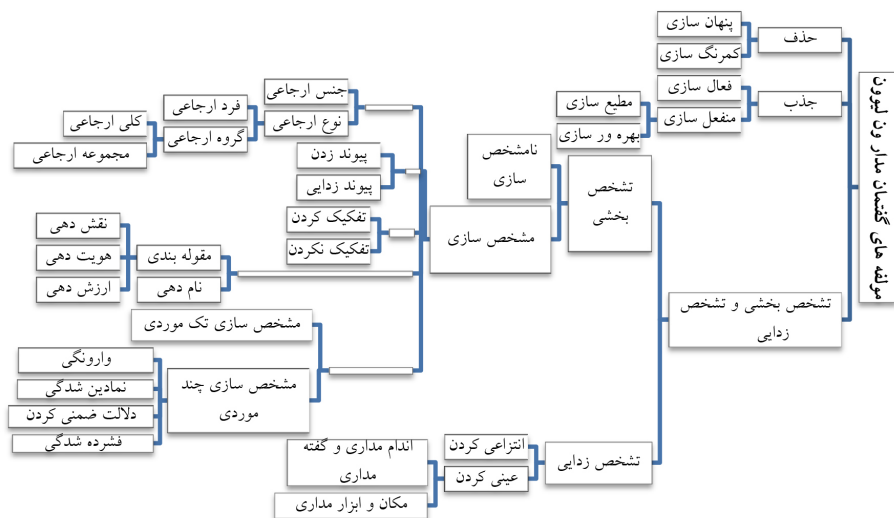 مولفه های گفتمان مدار ون لیوون
حذف
پنهان سازی
کمرنگ سازی
جذب
فعال سازی
منفعل سازی
مطیع سازی
بهره ور سازی
تشخص بخشی و تشخص
زدایی
تشخص
بخشی
نامشخص
سازی
مشخص سازی
جنس ارجاعی
نوع ارجاعی
فرد ارجاعی
گروه ارجاعی
کلی ارجاعی
مجموعه ارجاعی
پیوند زدن
پیوند زدایی
تفکیک کردن
تفکیک نکردن
مقوله بندی
نام دهی
نقش دهی
هویت دهی
ارزش دهی
مشخص سازی تک موردی
مشخص سازی چند
موردی
وارونگی
نمادین شدگی
دلالت ضمنی کردن
فشرده شدگی
تشخص زدایی
انتزاعی کردن
عینی کردن
اندام مداری و گفته
مداری
مکان و ابزار مداری